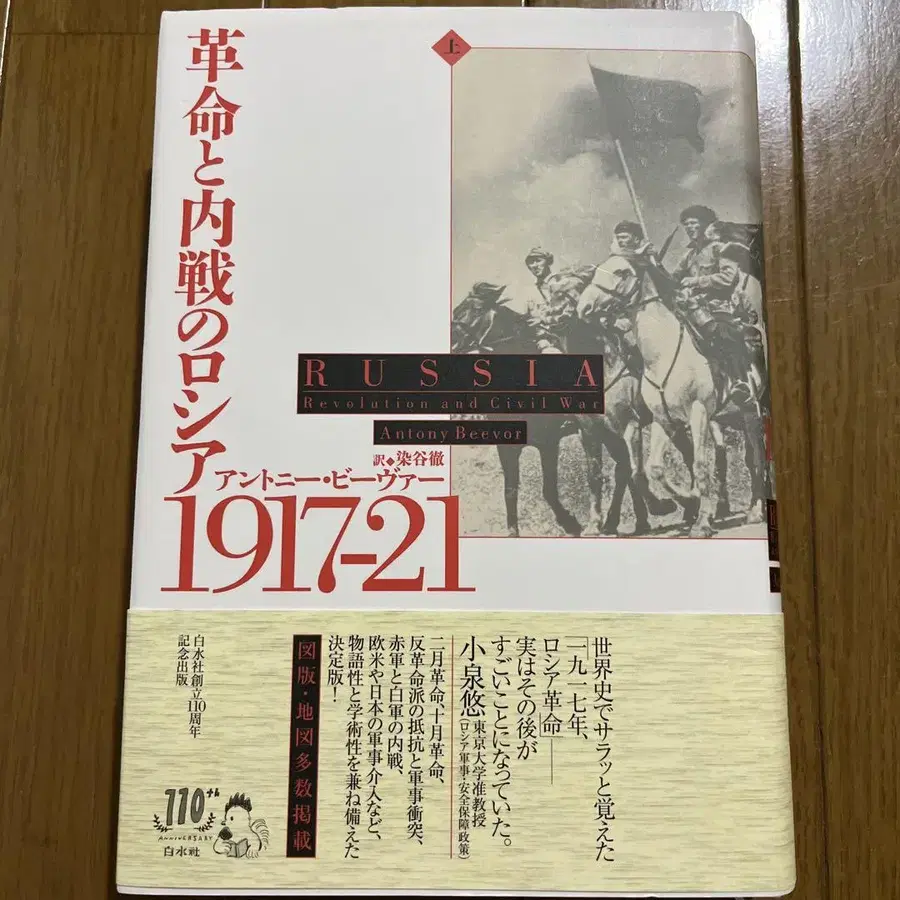 上
革命と内戦のロシア
1917-21
RUSSIA
Revolution and Civil War
Antony Beevor
訳◆染谷徹
アントニー・ビーヴァー
世界史でサラッと覚えた
「一九一七年、
ロシア革命」――
実はその後が
すごいことになっていた。
小泉悠
東京大学准教授
(ロシア軍事・安全保障政策)
二月革命、十月革命、
反革命派の抵抗と軍事衝突、
赤軍と白軍の内戦、
欧米や日本の軍事介入など、
物語性と学術性を兼ね備えた
決定版!
図版・地図多数掲載
白水社創立110周年
記念出版
110th
ANNIVERSARY
白水社